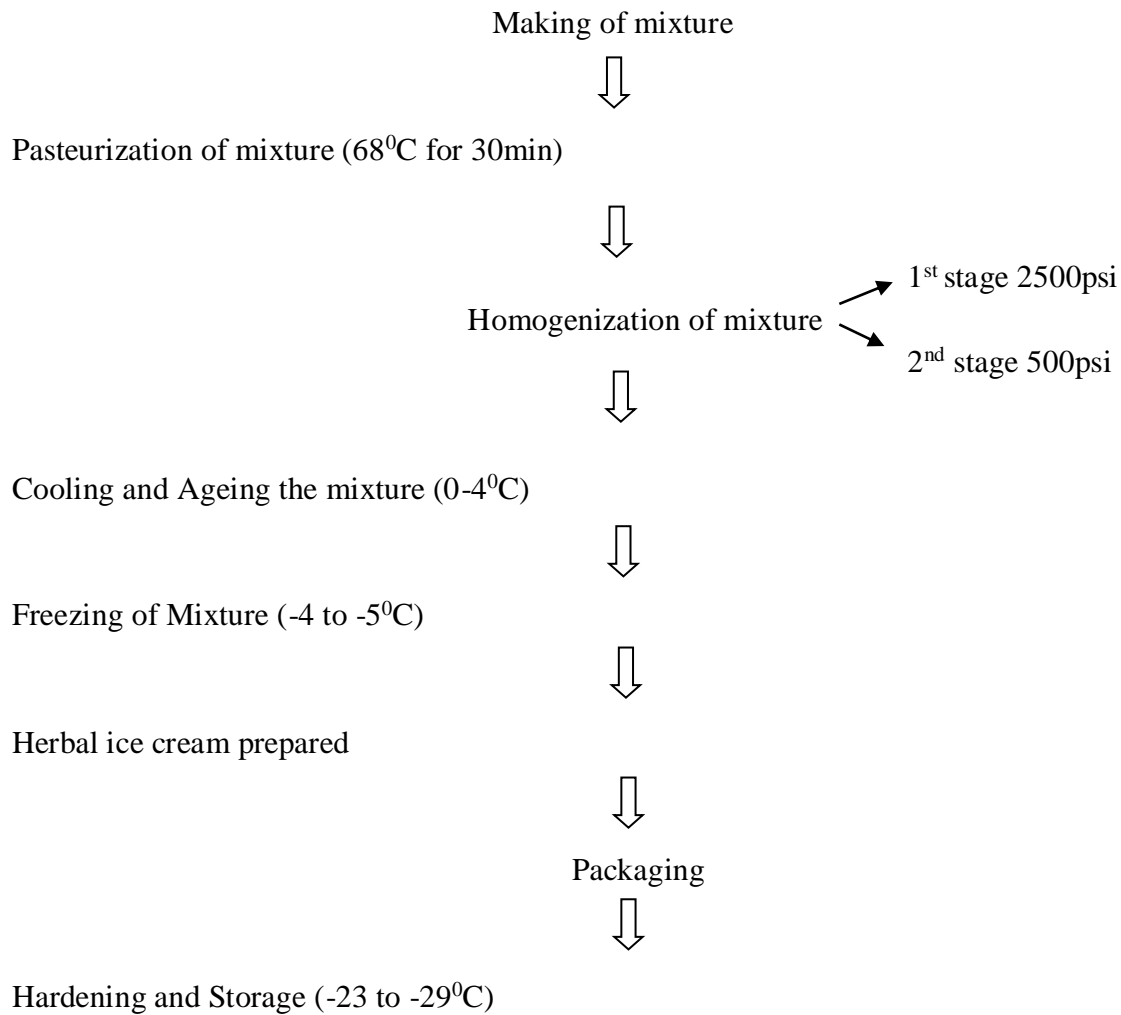 Making of mixture
Pasteurization of mixture (68⁰C for 30min)
1ˢᵗ stage 2500psi
Homogenization of mixture
2ⁿᵈ stage 500psi
Cooling and Ageing the mixture (0-4⁰C)
Freezing of Mixture (-4 to -5⁰C)
Herbal ice cream prepared
Packaging
Hardening and Storage (-23 to -29⁰C)